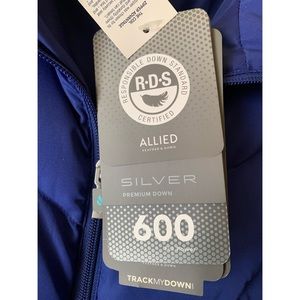 RESPONSIBLE DOWN STANDARD
R·D·S
CERTIFIED
ALLIED
FEATHER & DOWN
SILVER
PREMIUM DOWN
600
TRACKMYDOWN